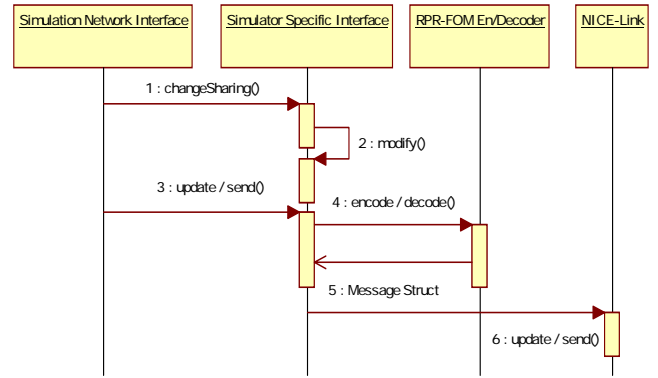 Simulation Network Interface
Simulator Specific Interface
RPR-FOM En/Decoder
NICE-Link
1 : changeSharing()
2 : modify()
3 : update / send()
4 : encode / decode()
5 : Message Struct
6 : update / send()